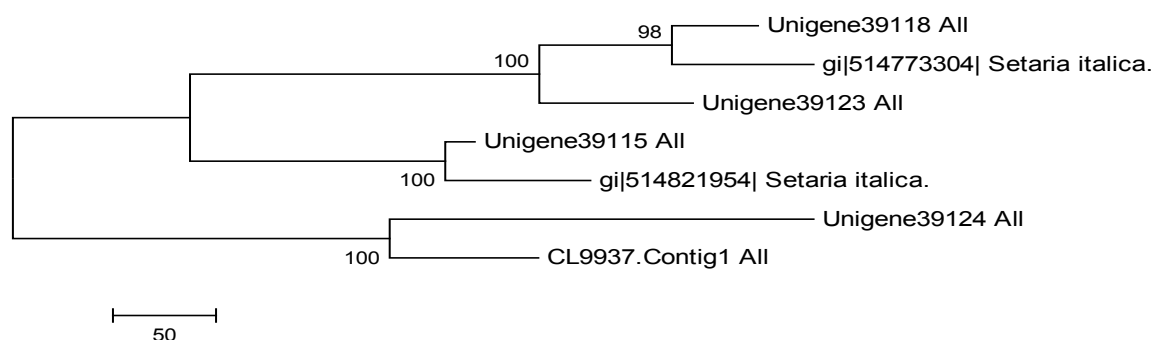 Unigene39118 All
98
gi|514773304| Setaria italica.
100
Unigene39123 All
Unigene39115 All
100
gi|514821954| Setaria italica.
Unigene39124 All
100
CL9937.Contig1 All
50